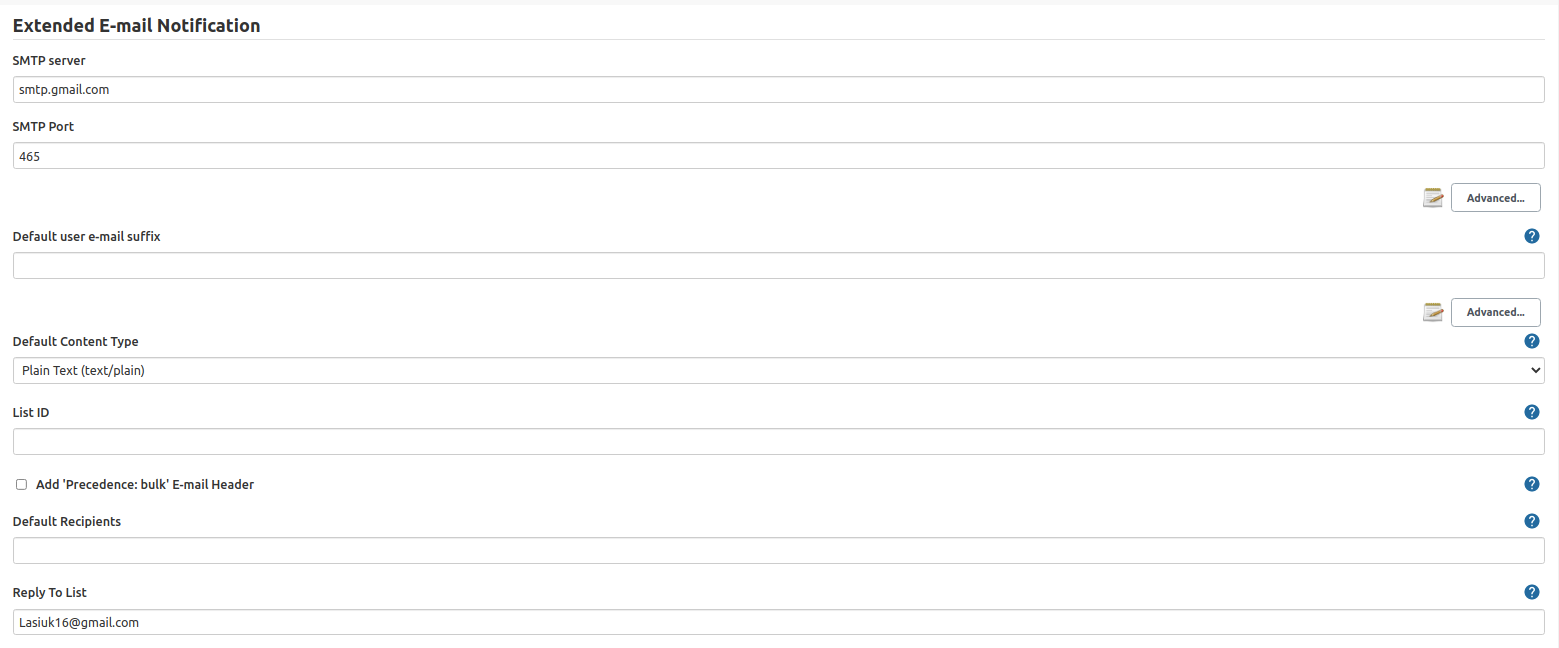 Extended E-mail Notification
SMTP server
smtp.gmail.com
SMTP Port
465
Advanced...
Default user e-mail suffix
?
Advanced...
Default Content Type
?
Plain Text (text/plain)
List ID
?
Add 'Precedence: bulk' E-mail Header
?
Default Recipients
?
Reply To List
?
Lasiuk16@gmail.com